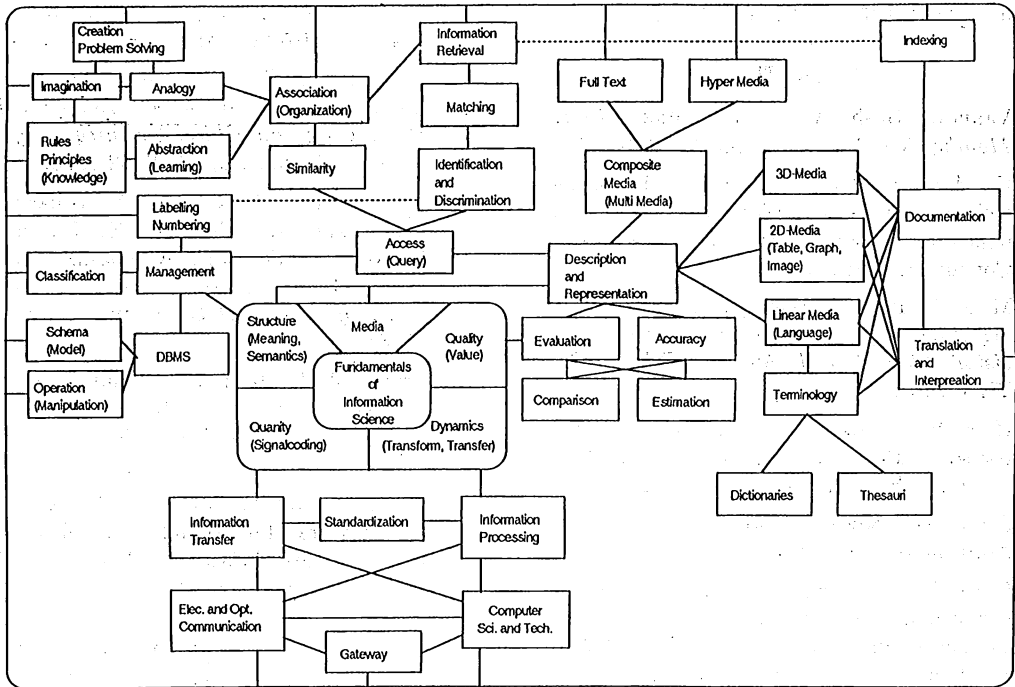 Creation
Problem Solving
Imagination
Analogy
Rules
Principles
(Knowledge)
Abstraction
(Learning)
Association
(Organization)
Similarity
Information
Retrieval
Matching
Identification
and
Discrimination
Labelling
Numbering
Classification
Management
Access
(Query)
Schema
(Model)
Operation
(Manipulation)
DBMS
Full Text
Hyper Media
Composite
Media
(Multi Media)
Description
and
Representation
Indexing
3D-Media
2D-Media
(Table, Graph,
Image)
Linear Media
(Language)
Terminology
Documentation
Translation
and
Interpreation
Dictionaries
Thesauri
Evaluation
Accuracy
Comparison
Estimation
Structure
(Meaning,
Semantics)
Media
Quality
(Value)
Fundamentals
of
Information
Science
Quanity
(Signalcoding)
Dynamics
(Transform, Transfer)
Information
Transfer
Standardization
Information
Processing
Elec. and Opt.
Communication
Computer
Sci. and Tech.
Gateway